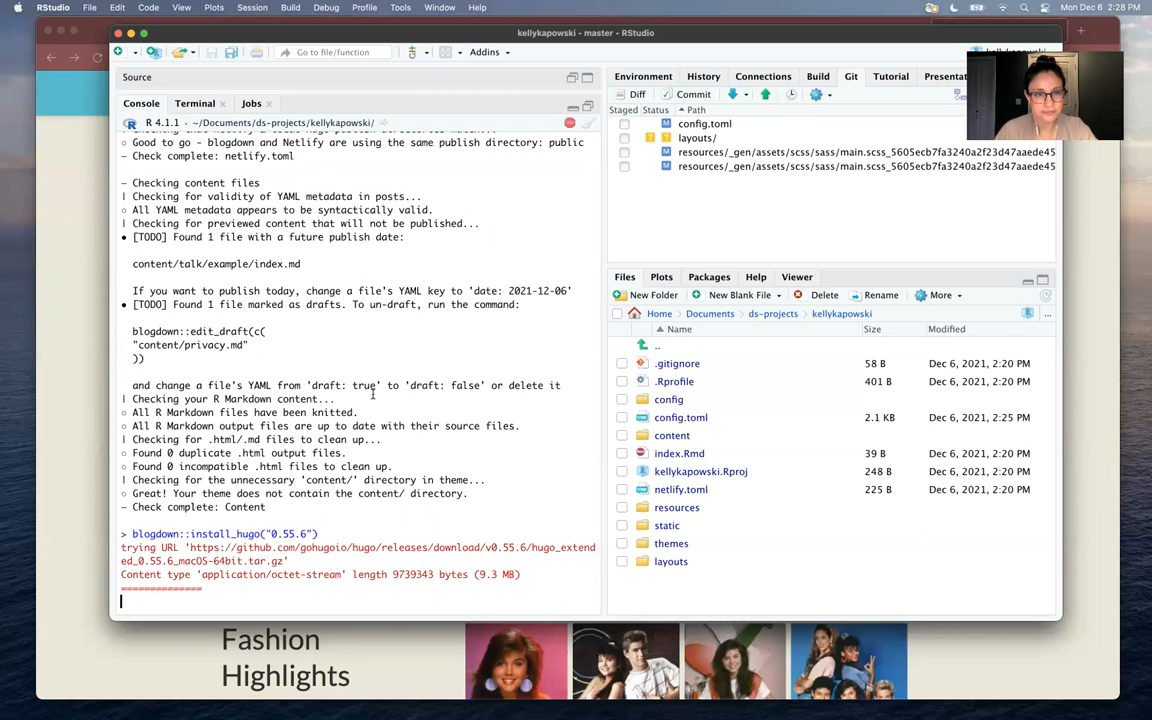 RStudio File Edit Code View Plots Session Build Debug Profile Tools Window Help
Mon Dec 6 2:28 PM
kellykapowski - master - RStudio
Go to file/function
Addins
Source
Console Terminal Jobs
R 4.1.1 · ~/Documents/ds-projects/kellykapowski/
○ Good to go - blogdown and Netlify are using the same publish directory: public
― Check complete: netlify.toml
― Checking content files
| Checking for validity of YAML metadata in posts...
○ All YAML metadata appears to be syntactically valid.
| Checking for previewed content that will not be published...
● [TODO] Found 1 file with a future publish date:
content/talk/example/index.md
If you want to publish today, change a file's YAML key to 'date: 2021-12-06'
● [TODO] Found 1 file marked as drafts. To un-draft, run the command:
blogdown::edit_draft(c(
"content/privacy.md"
))
and change a file's YAML from 'draft: true' to 'draft: false' or delete it
| Checking your R Markdown content...
○ All R Markdown files have been knitted.
○ All R Markdown output files are up to date with their source files.
| Checking for .html/.md files to clean up...
○ Found 0 duplicate .html output files.
○ Found 0 incompatible .html files to clean up.
| Checking for the unnecessary 'content/' directory in theme...
○ Great! Your theme does not contain the content/ directory.
― Check complete: Content
> blogdown::install_hugo("0.55.6")
trying URL 'https://github.com/gohugoio/hugo/releases/download/v0.55.6/hugo_extend
ed_0.55.6_macOS-64bit.tar.gz'
Content type 'application/octet-stream' length 9739343 bytes (9.3 MB)
==============
Environment History Connections Build Git Tutorial Presentat
Diff Commit
Staged Status Path
M config.toml
? ? layouts/
M resources/_gen/assets/scss/sass/main.scss_5605ecb7fa3240a2f23d47aaede45
M resources/_gen/assets/scss/sass/main.scss_5605ecb7fa3240a2f23d47aaede45
Files Plots Packages Help Viewer
New Folder New Blank File Delete Rename More
Home Documents ds-projects kellykapowski ...
Name Size Modified
..
.gitignore 58 B Dec 6, 2021, 2:20 PM
.Rprofile 401 B Dec 6, 2021, 2:20 PM
config
config.toml 2.1 KB Dec 6, 2021, 2:25 PM
content
index.Rmd 39 B Dec 6, 2021, 2:20 PM
kellykapowski.Rproj 248 B Dec 6, 2021, 2:20 PM
netlify.toml 225 B Dec 6, 2021, 2:20 PM
resources
static
themes
layouts
Fashion
Highlights